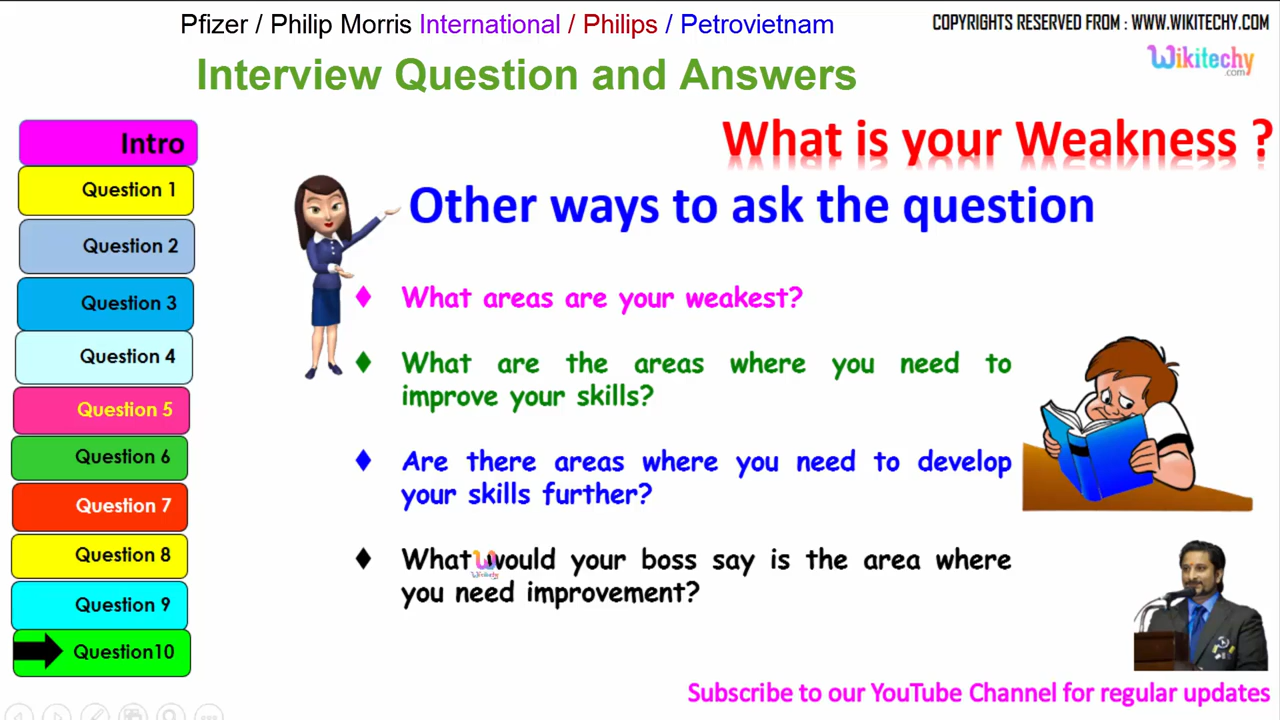 Pfizer / Philip Morris International / Philips / Petrovietnam
COPYRIGHTS RESERVED FROM : WWW.WIKITECHY.COM
Wikitechy
.com
Interview Question and Answers
What is your Weakness ?
Other ways to ask the question
Intro
Question 1
Question 2
Question 3
Question 4
Question 5
Question 6
Question 7
Question 8
Question 9
Question10
What areas are your weakest?
What are the areas where you need to
improve your skills?
Are there areas where you need to develop
your skills further?
What would your boss say is the area where
you need improvement?
Wikitechy
Subscribe to our YouTube Channel for regular updates